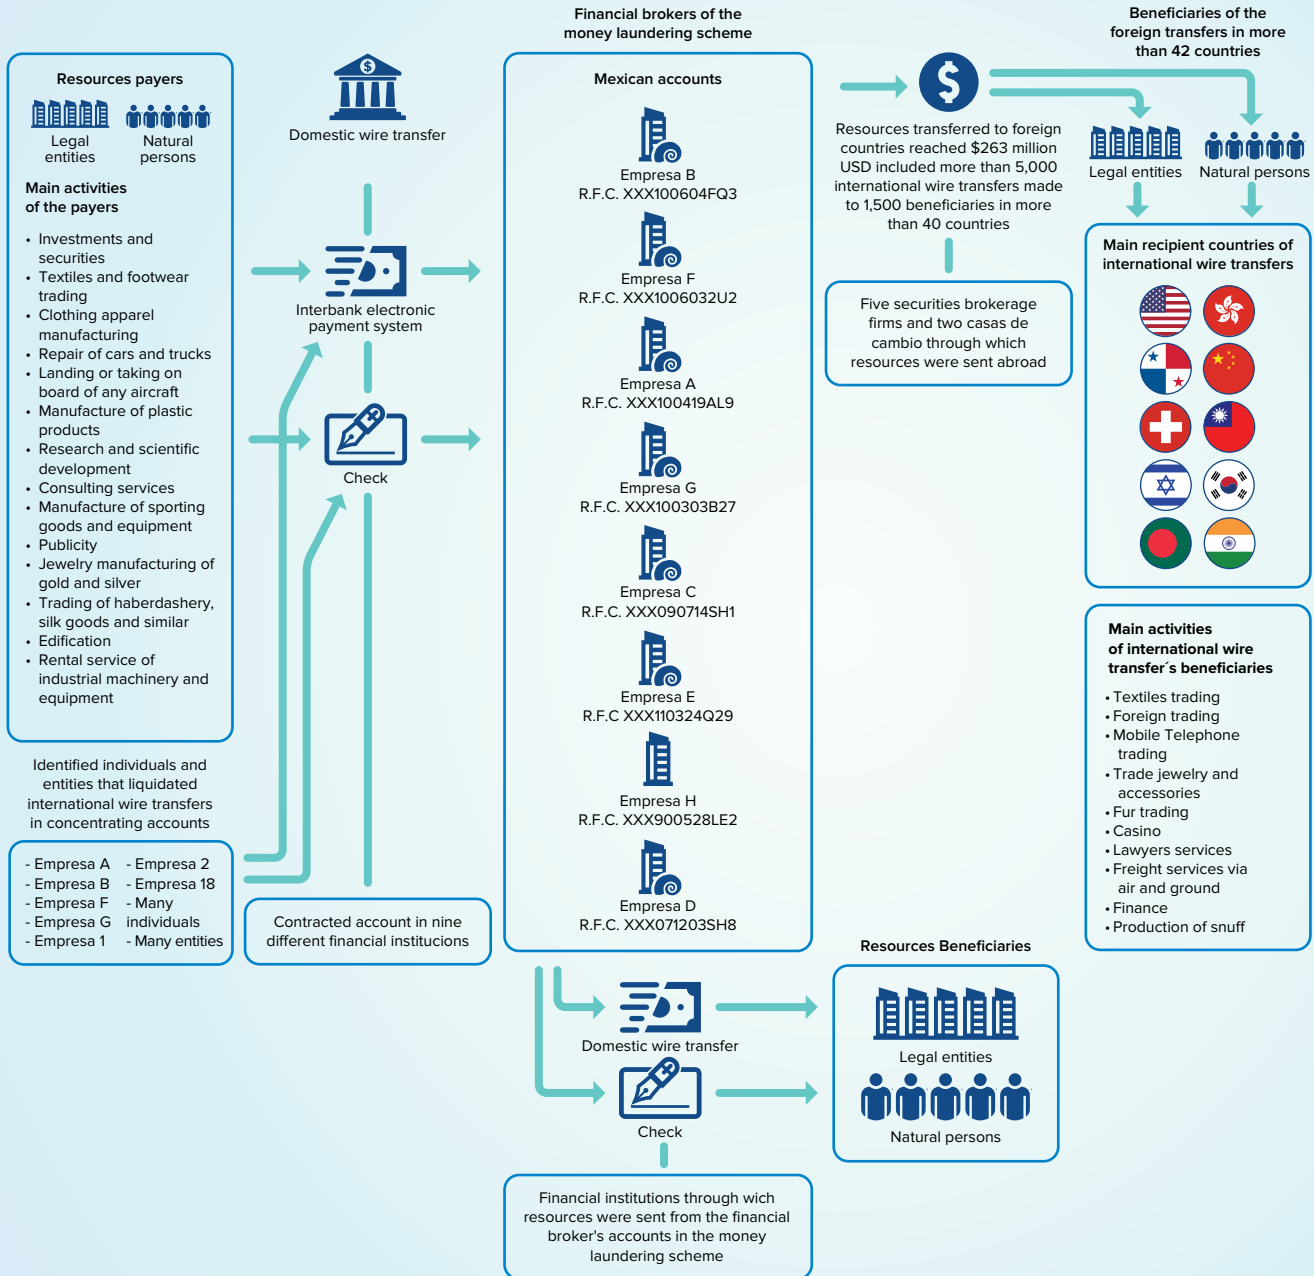 Financial brokers of the
money laundering scheme
Beneficiaries of the
foreign transfers in more
than 42 countries
Resources payers
Legal
entities
Natural
persons
Main activities
of the payers
• Investments and
securities
• Textiles and footwear
trading
• Clothing apparel
manufacturing
• Repair of cars and trucks
• Landing or taking on
board of any aircraft
• Manufacture of plastic
products
• Research and scientific
development
• Consulting services
• Manufacture of sporting
goods and equipment
• Publicity
• Jewelry manufacturing of
gold and silver
• Trading of haberdashery,
silk goods and similar
• Edification
• Rental service of
industrial machinery and
equipment
Identified individuals and
entities that liquidated
international wire transfers
in concentrating accounts
- Empresa A
- Empresa B
- Empresa F
- Empresa G
- Empresa 1
- Empresa 2
- Empresa 18
- Many
individuals
- Many entities
$
Domestic wire transfer
Interbank electronic
payment system
Check
Contracted account in nine
different financial institucions
Mexican accounts
Empresa B
R.F.C. XXX100604FQ3
Empresa F
R.F.C. XXX1006032U2
Empresa A
R.F.C. XXX100419AL9
Empresa G
R.F.C. XXX100303B27
Empresa C
R.F.C. XXX090714SH1
Empresa E
R.F.C XXX110324Q29
Empresa H
R.F.C. XXX900528LE2
Empresa D
R.F.C. XXX071203SH8
$
Resources transferred to foreign
countries reached $263 million
USD included more than 5,000
international wire transfers made
to 1,500 beneficiaries in more
than 40 countries
Five securities brokerage
firms and two casas de
cambio through which
resources were sent abroad
Legal entities
Natural persons
Main recipient countries of
international wire transfers
Main activities
of international wire
transfer´s beneficiaries
• Textiles trading
• Foreign trading
• Mobile Telephone
trading
• Trade jewelry and
accessories
• Fur trading
• Casino
• Lawyers services
• Freight services via
air and ground
• Finance
• Production of snuff
Domestic wire transfer
Check
Financial institutions through wich
resources were sent from the financial
broker's accounts in the money
laundering scheme
Resources Beneficiaries
Legal entities
Natural persons